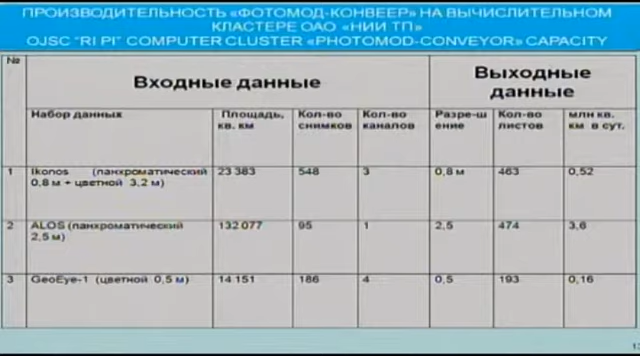 ПРОИЗВОДИТЕЛЬНОСТЬ «ФОТОМОД-КОНВЕЕР» НА ВЫЧИСЛИТЕЛЬНОМ
КЛАСТЕРЕ ОАО «НИИ ТП»
OJSC "RI PI" COMPUTER CLUSTER «PHOTOMOD-CONVEYOR» CAPACITY
№ Входные данные Выходные
данные
Набор данных Площадь, Кол-во Кол-во Разреш Кол-во млн кв.
кв. км снимков каналов ение листов км в сут.
1 Ikonos (панхроматический 23 383 548 3 0,8 м 463 0,52
0,8 м + цветной 3,2 м)
2 ALOS (панхроматический 132 077 95 1 2,5 474 3,6
2,5 м)
3 GeoEye-1 (цветной 0,5 м) 14 151 186 4 0,5 193 0,16